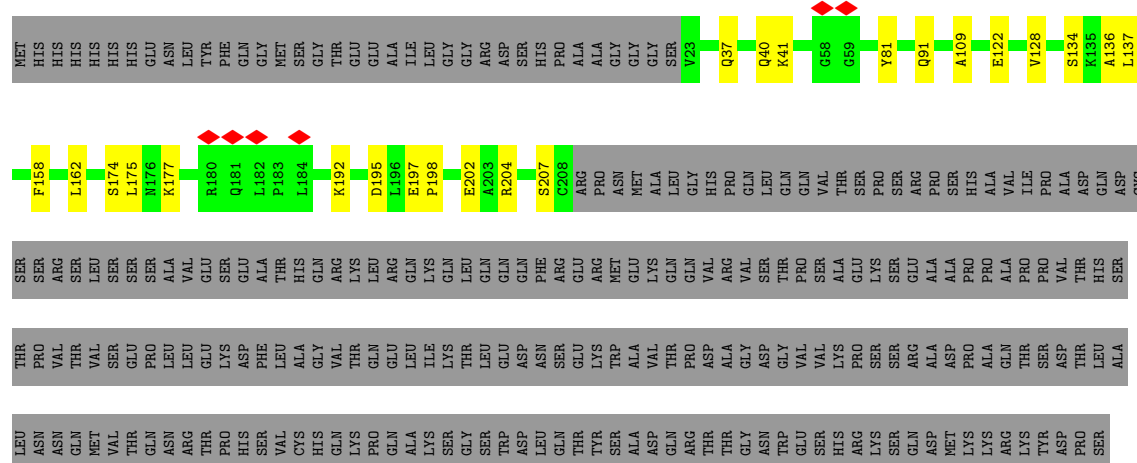 MET HIS HIS HIS HIS HIS HIS HIS GLU ASN LEU TYR PHE GLN GLY MET SER GLY THR GLU GLU ALA ILE LEU GLY GLY ARG ASP SER HIS PRO ALA ALA GLY GLY GLY SER V23 Q37 Q40 K41 G58 G59 Y81 Q91 A109 E122 V128 S134 K135 A136 L137
F158 L162 S174 L175 N176 K177 R180 Q181 L182 P183 L184 K192 D195 L196 E197 P198 E202 A203 R204 S207 C208 ARG PRO ASN MET ALA LEU GLY HIS PRO GLN LEU GLN GLN VAL THR SER PRO SER ARG PRO SER HIS ALA VAL ILE PRO ALA ASP GLN ASP
SER SER ARG SER LEU SER SER SER ALA VAL GLU SER GLU ALA THR HIS GLN ARG LYS LEU ARG GLN LYS GLN LEU GLN GLN GLN PHE ARG GLU ARG MET GLU LYS GLN GLN VAL ARG VAL SER THR PRO SER ALA GLU LYS SER GLU ALA ALA PRO PRO ALA PRO PRO VAL THR HIS SER
THR PRO VAL THR VAL SER GLU PRO LEU LEU GLU LYS ASP PHE LEU ALA GLY VAL THR GLN GLU LEU ILE LYS THR LEU GLU ASP ASP ASN SER GLU LYS TRP ALA VAL THR PRO ASP ALA GLY ASP GLY VAL VAL HIS LYS PRO SER SER ARG ALA ASP PRO ALA ARG THR SER ASP THR LEU ALA
LEU ASN ASN GLN MET VAL THR GLN ASN ARG THR PRO HIS SER VAL CYS HIS GLN LYS PRO GLN ALA LYS SER GLY SER TRP ASP ASP LEU GLN THR TYR SER ALA ASP GLN ARG THR THR GLY ASN TRP GLU SER HIS ARG LYS SER GLN ASP MET LYS LYS ARG LYS TYR ASP PRO SER